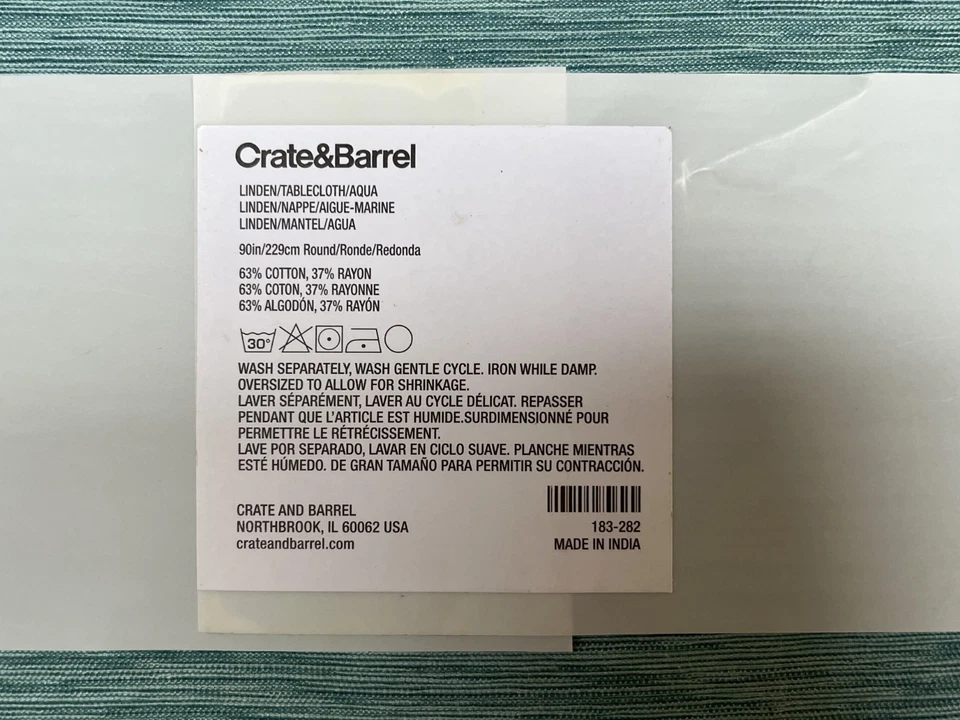 Crate&Barrel
LINDEN/TABLECLOTH/AQUA
LINDEN/NAPPE/AIGUE-MARINE
LINDEN/MANTEL/AGUA
90in/229cm Round/Ronde/Redonda
63% COTTON, 37% RAYON
63% COTON, 37% RAYONNE
63% ALGODÓN, 37% RAYÓN
30°
WASH SEPARATELY, WASH GENTLE CYCLE. IRON WHILE DAMP.
OVERSIZED TO ALLOW FOR SHRINKAGE.
LAVER SÉPARÉMENT, LAVER AU CYCLE DÉLICAT. REPASSER
PENDANT QUE L'ARTICLE EST HUMIDE.SURDIMENSIONNÉ POUR
PERMETTRE LE RÉTRÉCISSEMENT.
LAVE POR SEPARADO, LAVAR EN CICLO SUAVE. PLANCHE MIENTRAS
ESTÉ HÚMEDO. DE GRAN TAMAÑO PARA PERMITIR SU CONTRACCIÓN.
CRATE AND BARREL
NORTHBROOK, IL 60062 USA
crateandbarrel.com
183-282
MADE IN INDIA